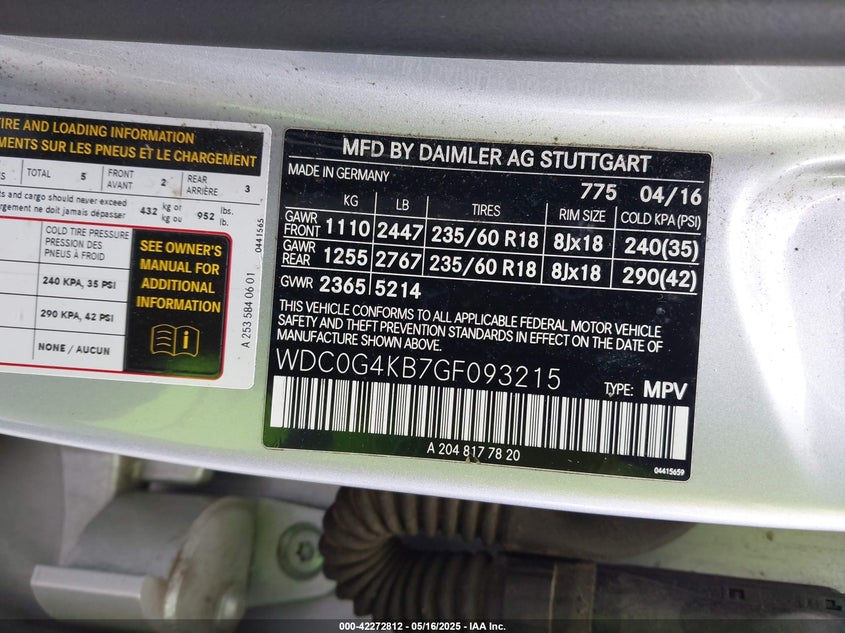 TIRE AND LOADING INFORMATION
EMENTS SUR LES PNEUS ET LE CHARGEMENT
TOTAL 5 FRONT AVANT 2 REAR ARRIÈRE 3
and cargo should never exceed
ne doit jamais dépasser
432 kg or kg ou 952 lbs. lb.
COLD TIRE PRESSURE
PRESSION DES
PNEUS À FROID
240 KPA, 35 PSI
290 KPA, 42 PSI
NONE / AUCUN
SEE OWNER'S
MANUAL FOR
ADDITIONAL
INFORMATION
0441565
A 253 584 06 01
MFD BY DAIMLER AG STUTTGART
MADE IN GERMANY
775 04/16
KG LB TIRES RIM SIZE COLD KPA (PSI)
GAWR FRONT 1110 2447 235/60 R18 8Jx18 240(35)
GAWR REAR 1255 2767 235/60 R18 8Jx18 290(42)
GWR 2365 5214
THIS VEHICLE CONFORMS TO ALL APPLICABLE FEDERAL MOTOR VEHICLE
SAFETY AND THEFT PREVENTION STANDARDS IN EFFECT ON THE DATE OF
MANUFACTURE SHOWN ABOVE.
WDC0G4KB7GF093215
TYPE: MPV
A 204 817 78 20
04415659
000-42272812 - 05/16/2025 - IAA Inc.